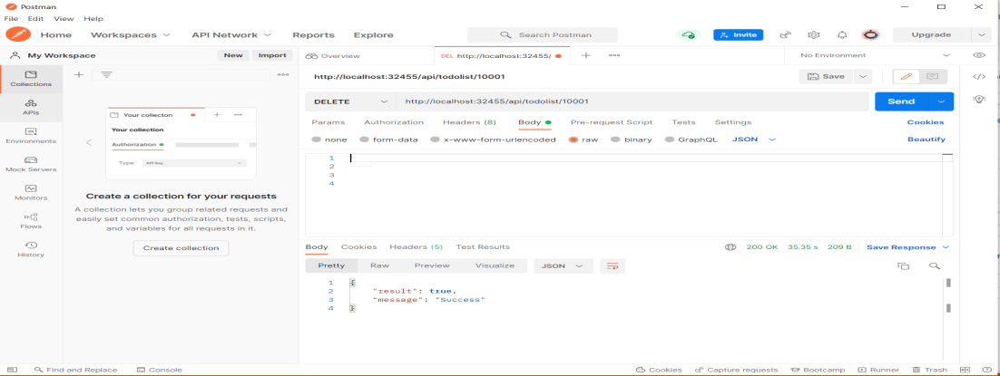 Postman
File Edit View Help
Home Workspaces API Network Reports Explore Search Postman Invite Upgrade
My Workspace New Import Overview DEL http://localhost:32455/ No Environment
Collections
APIs
Environments
Mock Servers
Monitors
Flows
History
Your collecton
Your collection
Authorization
Type API Key
Create a collection for your requests
A collection lets you group related requests and
easily set common authorization, tests, scripts,
and variables for all requests in it.
Create collection
http://localhost:32455/api/todolist/10001 Save
DELETE http://localhost:32455/api/todolist/10001 Send
Params Authorization Headers (8) Body Pre-request Script Tests Settings Cookies
none form-data x-www-form-urlencoded raw binary GraphQL JSON Beautify
1
2
3
4
Body Cookies Headers (5) Test Results 200 OK 35.35 s 209 B Save Response
Pretty Raw Preview Visualize JSON
1 {
2 "result": true,
3 "message": "Success"
4 }
Find and Replace Console Cookies Capture requests Bootcamp Runner Trash